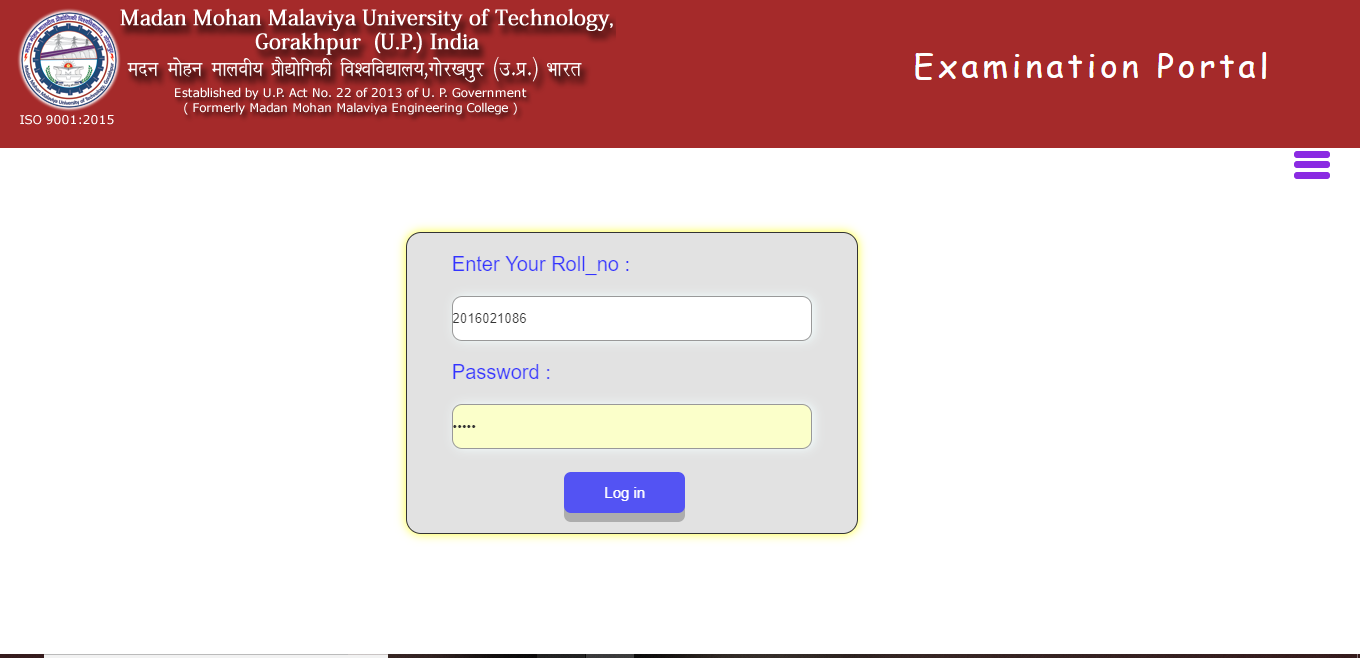 Madan Mohan Malaviya University of Technology,
Gorakhpur (U.P.) India
मदन मोहन मालवीय प्रौद्योगिकी विश्वविद्यालय,गोरखपुर (उ.प्र.) भारत
Established by U.P. Act No. 22 of 2013 of U. P. Government
( Formerly Madan Mohan Malaviya Engineering College )
ISO 9001:2015
Examination Portal
Enter Your Roll_no :
2016021086
Password :
•••••
Log in